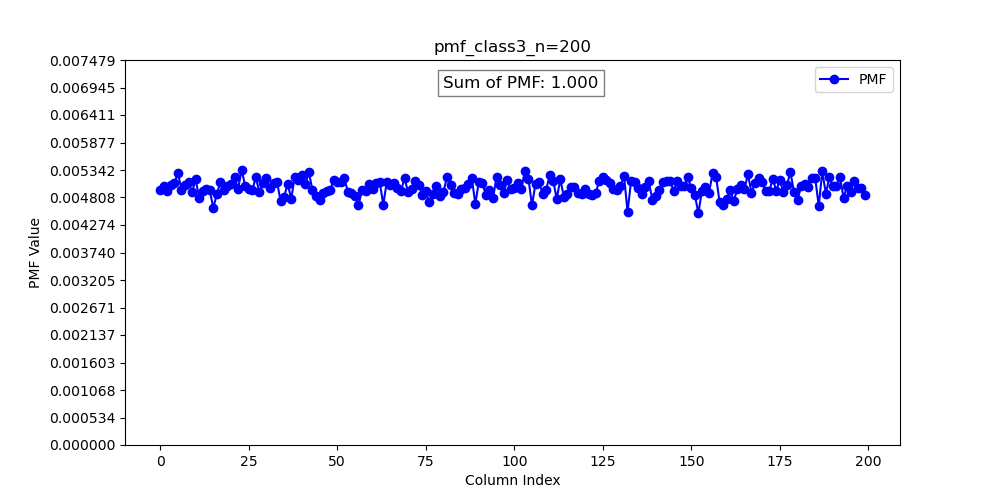 pmf_class3_n=200
Sum of PMF: 1.000
PMF
0.007479
0.006945
0.006411
0.005877
0.005342
0.004808
0.004274
0.003740
0.003205
0.002671
0.002137
0.001603
0.001068
0.000534
0.000000
PMF Value
0 25 50 75 100 125 150 175 200
Column Index